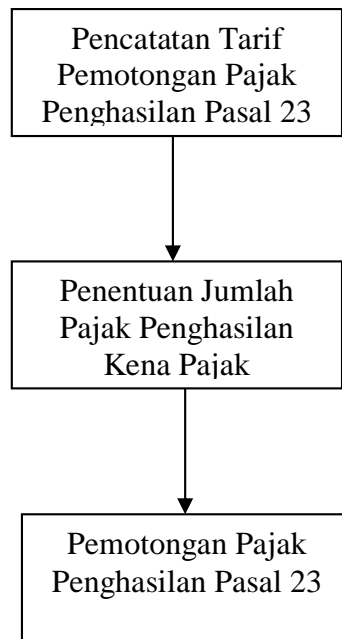 Pencatatan Tarif
Pemotongan Pajak
Penghasilan Pasal 23
Penentuan Jumlah
Pajak Penghasilan
Kena Pajak
Pemotongan Pajak
Penghasilan Pasal 23